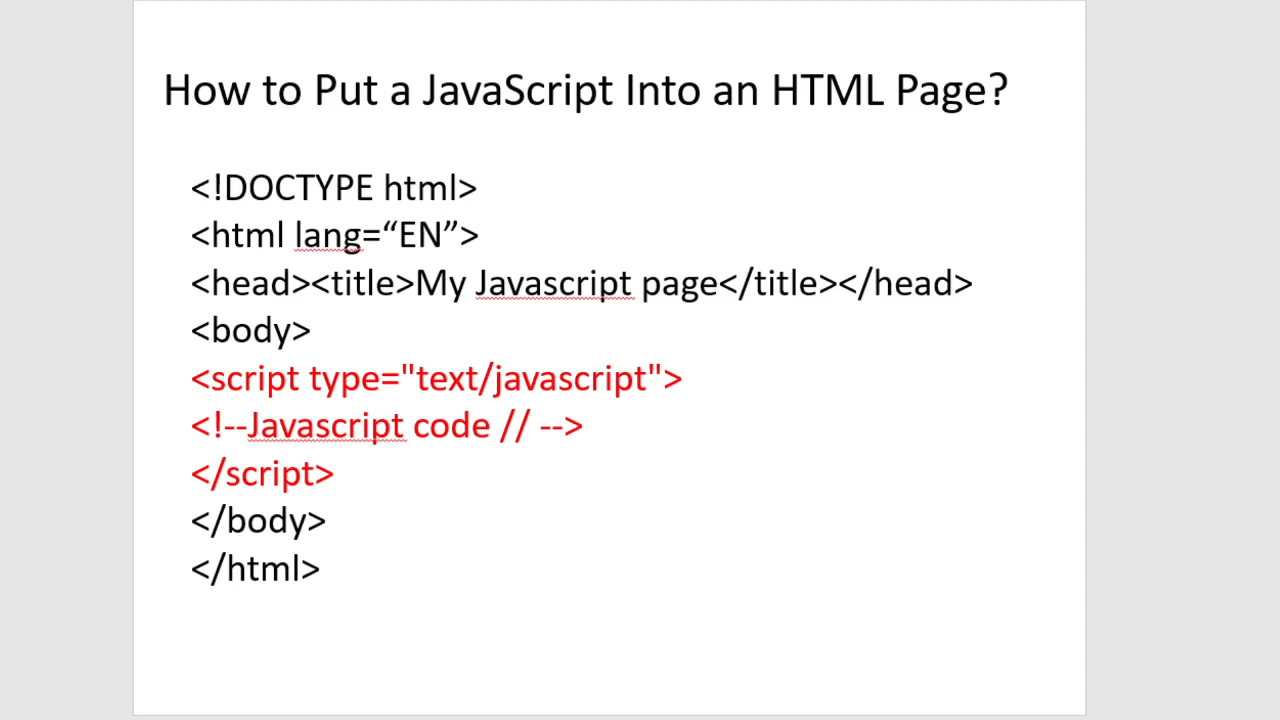 How to Put a JavaScript Into an HTML Page?
<!DOCTYPE html>
<html lang=“EN”>
<head><title>My Javascript page</title></head>
<body>
<script type="text/javascript">
<!--Javascript code // -->
</script>
</body>
</html>